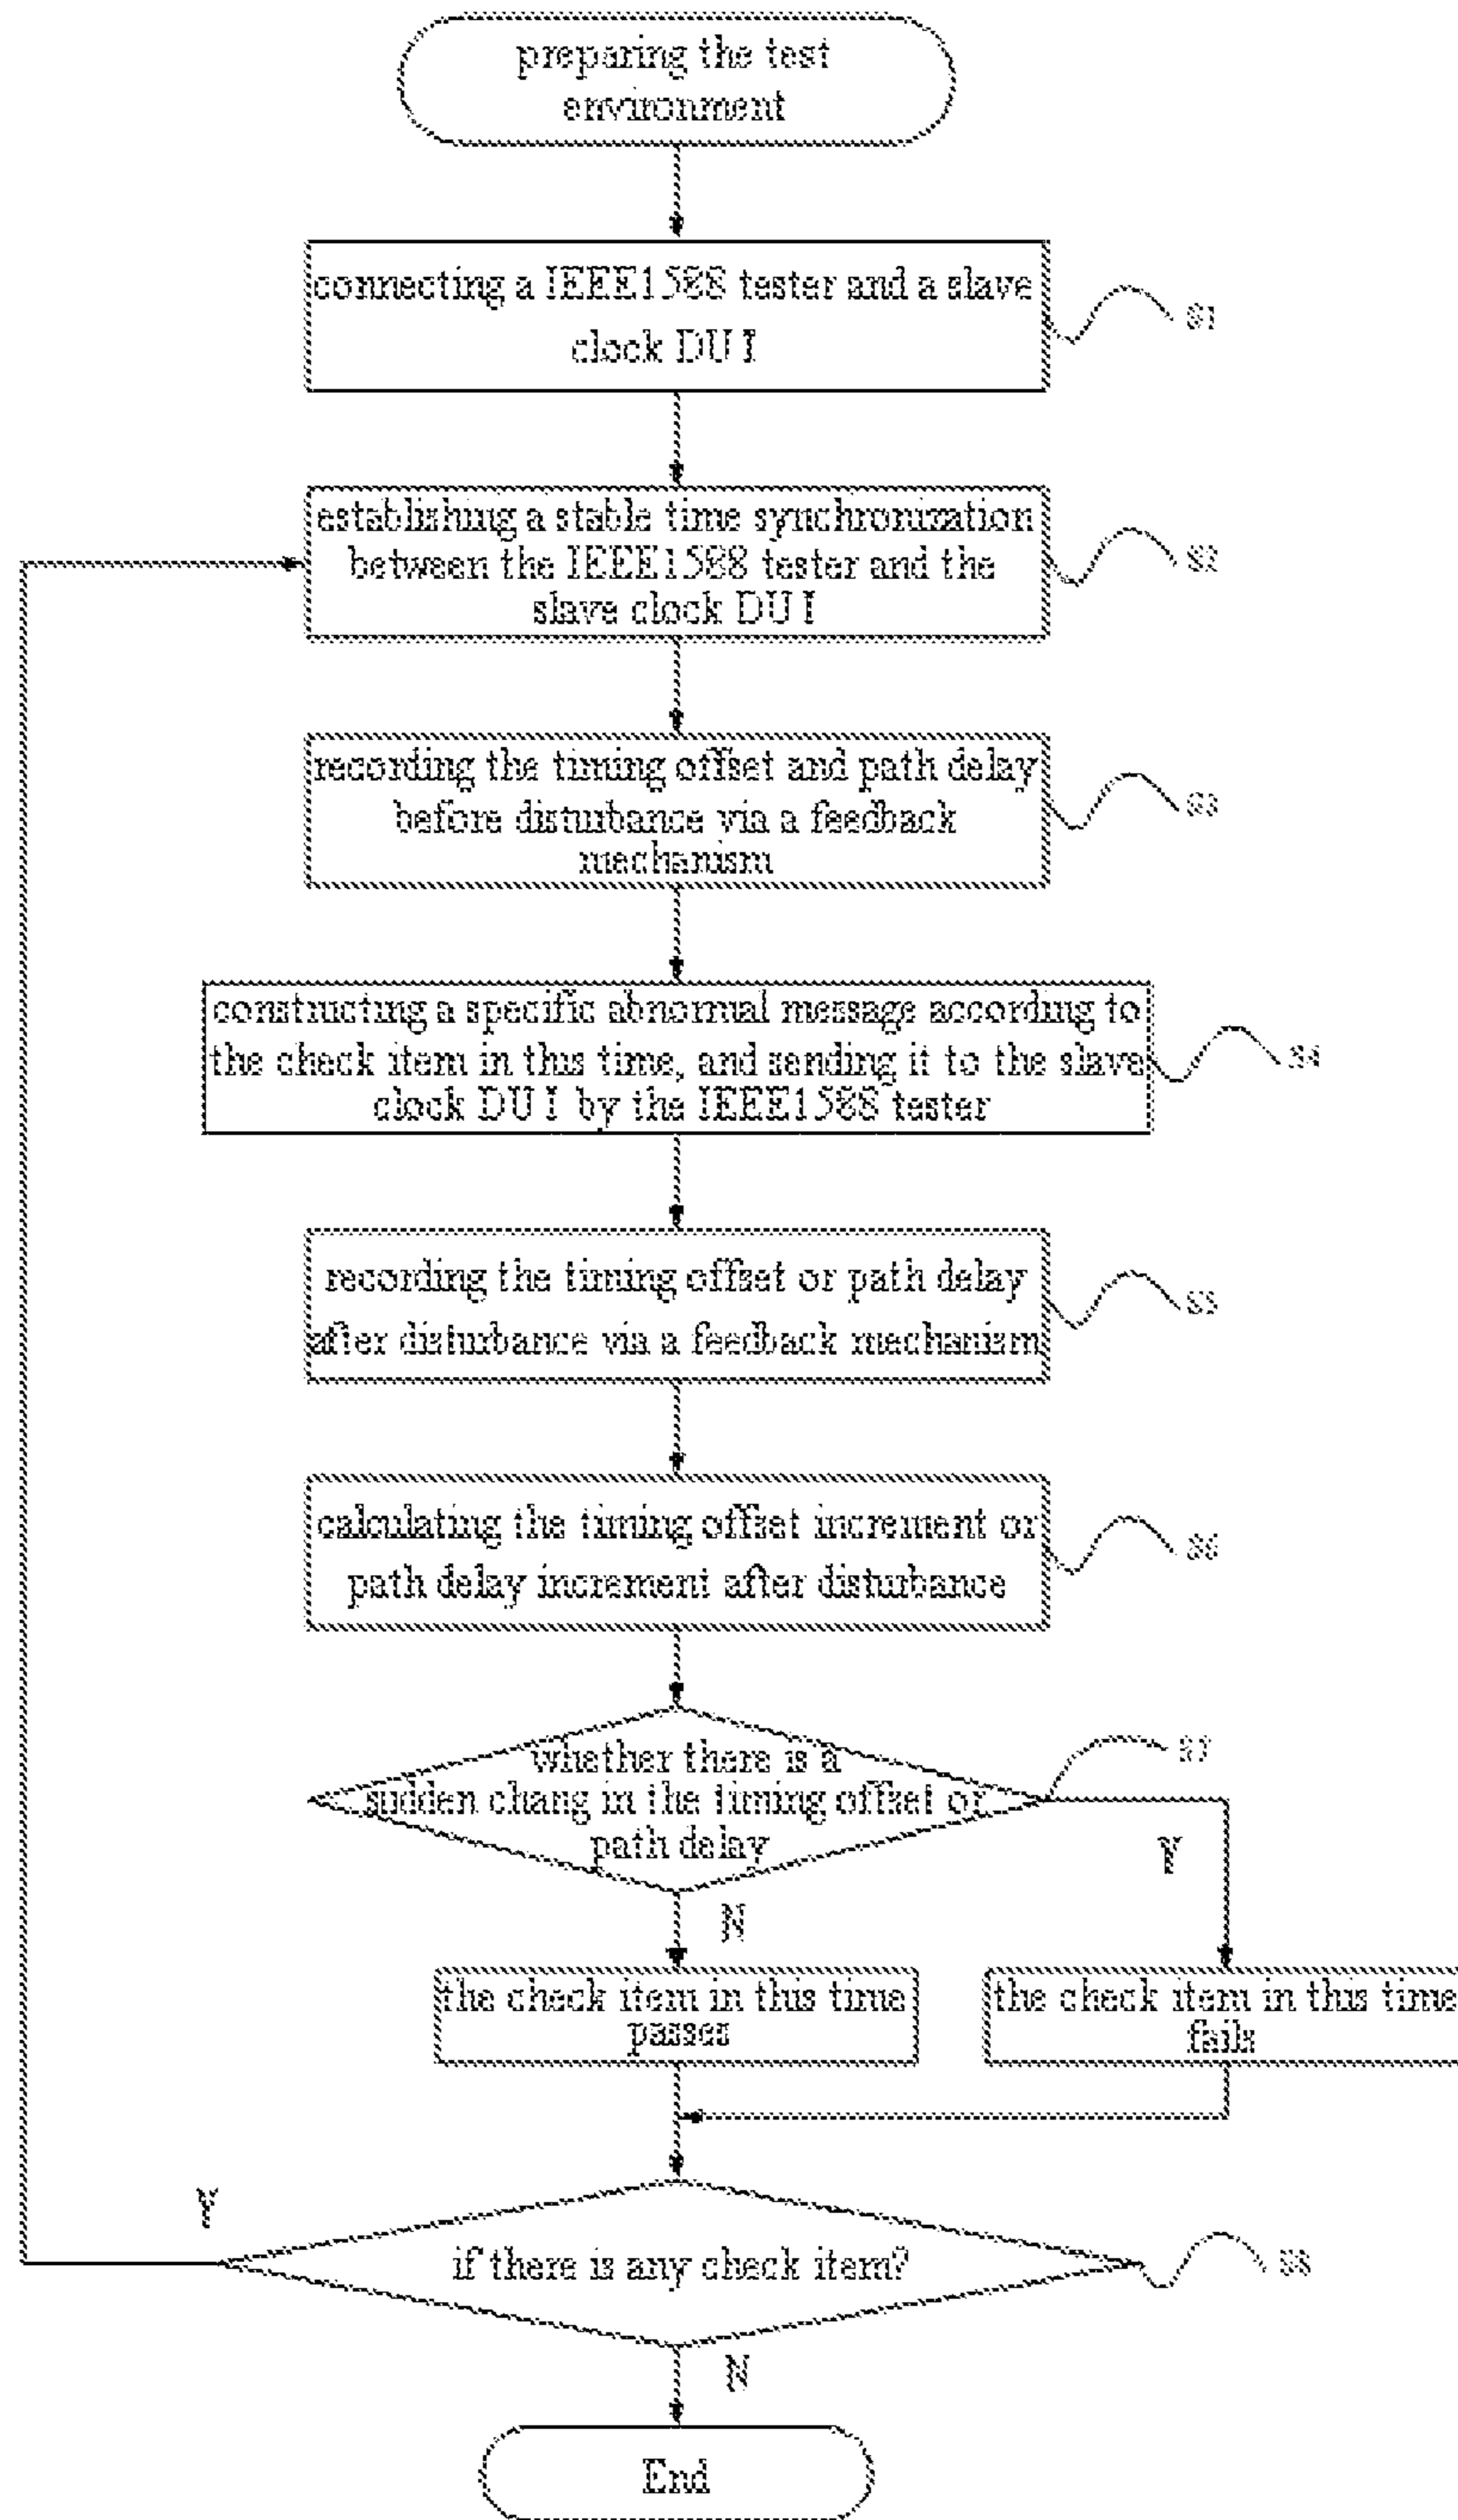 preparing the test
environment
connecting a IEEE1588 tester and a slave
clock DUT
S1
establishing a stable time synchronization
between the IEEE1588 tester and the
slave clock DUT
S2
recording the timing offset and path delay
before disturbance via a feedback
mechanism
S3
constructing a specific abnormal message according to
the check item in this time, and sending it to the slave
clock DUT by the IEEE1588 tester
S4
recording the timing offset or path delay
after disturbance via a feedback mechanism
S5
calculating the timing offset increment or
path delay increment after disturbance
S6
whether there is a
sudden chang in the timing offset or
path delay
S7
Y
N
the check item in this time
passes
the check item in this time
fails
Y
if there is any check item?
S8
N
End